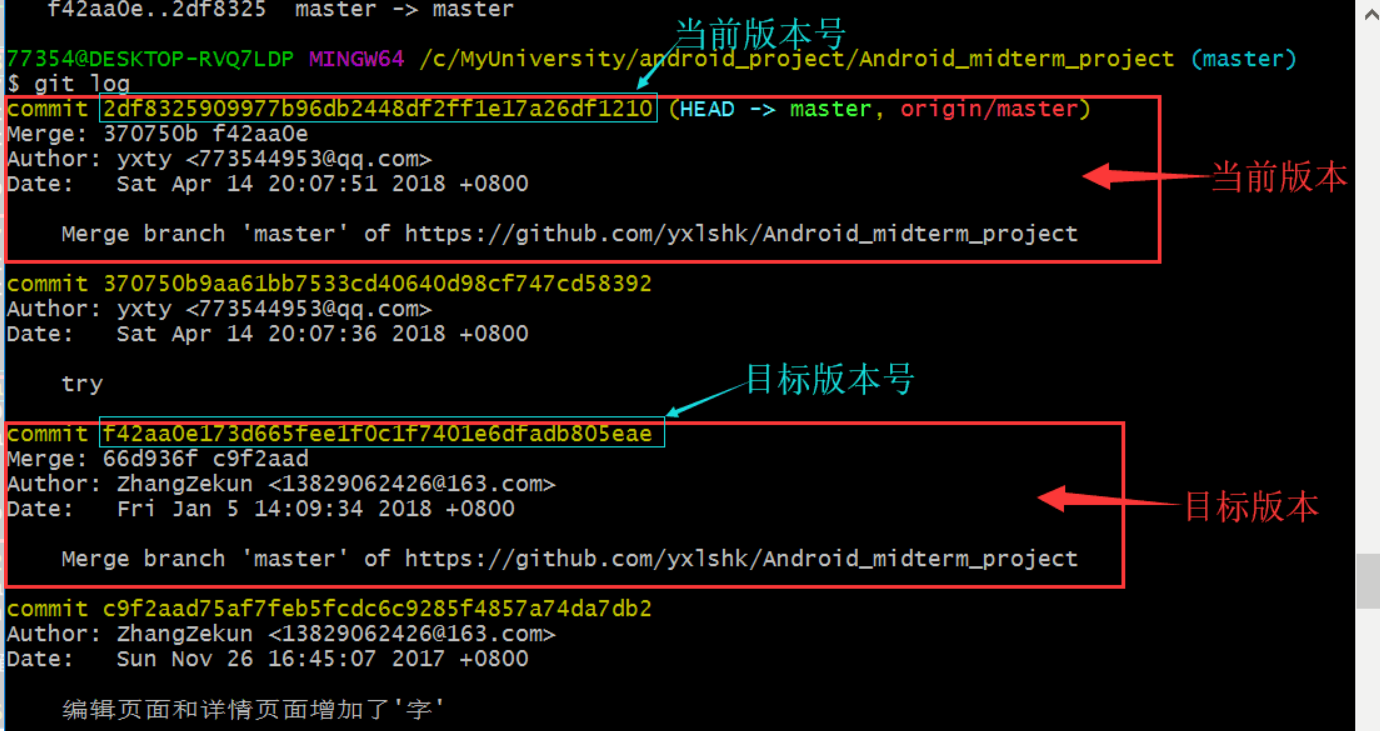 f42aa0e..2df8325  master -> master
当前版本号
77354@DESKTOP-RVQ7LDP MINGW64 /c/MyUniversity/android_project/Android_midterm_project (master)
$ git log
commit 2df8325909977b96db2448df2ff1e17a26df1210 (HEAD -> master, origin/master)
Merge: 370750b f42aa0e
Author: yxty <773544953@qq.com>
Date:   Sat Apr 14 20:07:51 2018 +0800
当前版本
Merge branch 'master' of https://github.com/yxlshk/Android_midterm_project
commit 370750b9aa61bb7533cd40640d98cf747cd58392
Author: yxty <773544953@qq.com>
Date:   Sat Apr 14 20:07:36 2018 +0800
try
目标版本号
commit f42aa0e173d665fee1f0c1f7401e6dfadb805eae
Merge: 66d936f c9f2aad
Author: ZhangZekun <13829062426@163.com>
Date:   Fri Jan 5 14:09:34 2018 +0800
目标版本
Merge branch 'master' of https://github.com/yxlshk/Android_midterm_project
commit c9f2aad75af7feb5fcdc6c9285f4857a74da7db2
Author: ZhangZekun <13829062426@163.com>
Date:   Sun Nov 26 16:45:07 2017 +0800
编辑页面和详情页面增加了'字'